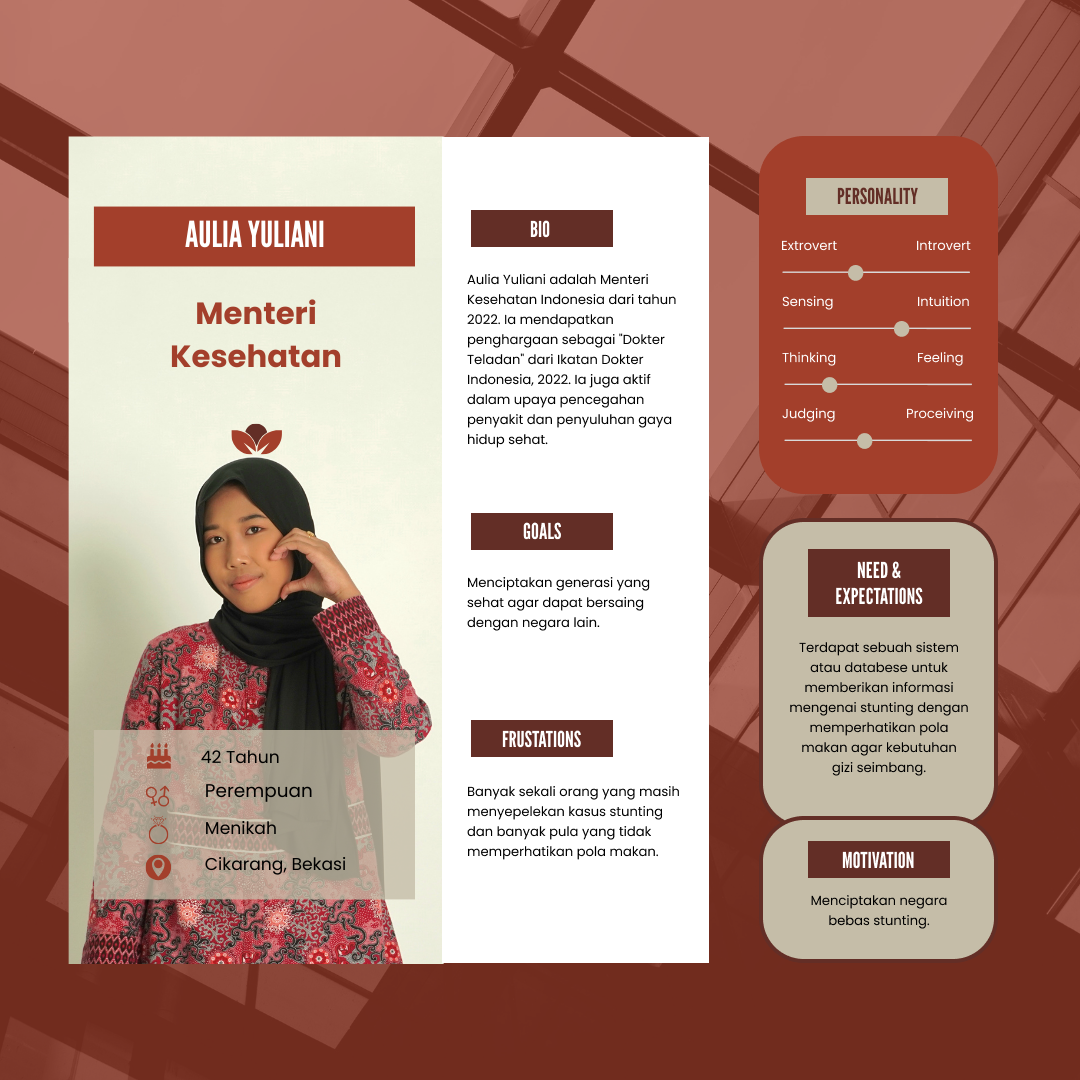 AULIA YULIANI
Menteri
Kesehatan
42 Tahun
Perempuan
Menikah
Cikarang, Bekasi
BIO
Aulia Yuliani adalah Menteri
Kesehatan Indonesia dari tahun
2022. Ia mendapatkan
penghargaan sebagai "Dokter
Teladan" dari Ikatan Dokter
Indonesia, 2022. Ia juga aktif
dalam upaya pencegahan
penyakit dan penyuluhan gaya
hidup sehat.
GOALS
Menciptakan generasi yang
sehat agar dapat bersaing
dengan negara lain.
FRUSTATIONS
Banyak sekali orang yang masih
menyepelekan kasus stunting
dan banyak pula yang tidak
memperhatikan pola makan.
PERSONALITY
Extrovert Introvert
Sensing Intuition
Thinking Feeling
Judging Proceiving
NEED &
EXPECTATIONS
Terdapat sebuah sistem
atau databese untuk
memberikan informasi
mengenai stunting dengan
memperhatikan pola
makan agar kebutuhan
gizi seimbang.
MOTIVATION
Menciptakan negara
bebas stunting.